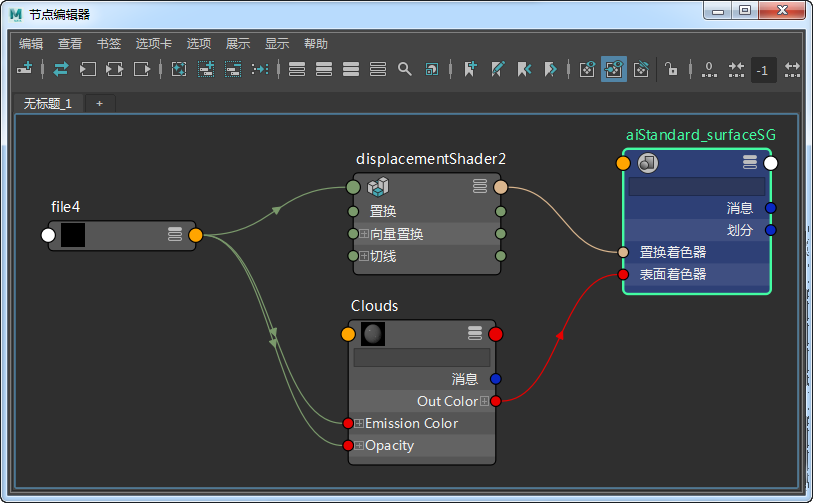 节点编辑器
编辑 查看 书签 选项卡 选项 展示 显示 帮助
0 -1
无标题_1 +
aiStandard_surfaceSG
消息
划分
置换着色器
表面着色器
displacementShader2
置换
向量置换
切线
file4
Clouds
消息
Out Color
Emission Color
Opacity